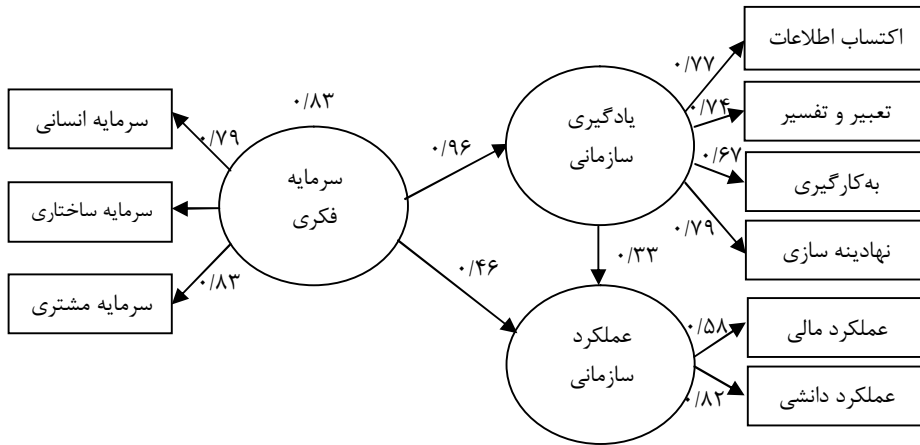 اکتساب اطلاعات
۰/۷۷
۰/۸۳
یادگیری
سازمانی
۰/۷۴
تعبیر و تفسیر
سرمایه انسانی
۰/۷۹
۰/۹۶
۰/۶۷
به‌کارگیری
سرمایه
فکری
سرمایه ساختاری
۰/۷۹
نهادینه سازی
۰/۴۶
۰/۳۳
سرمایه مشتری
۰/۸۳
عملکرد
سازمانی
۰/۵۸
عملکرد مالی
۰/۸۲
عملکرد دانشی